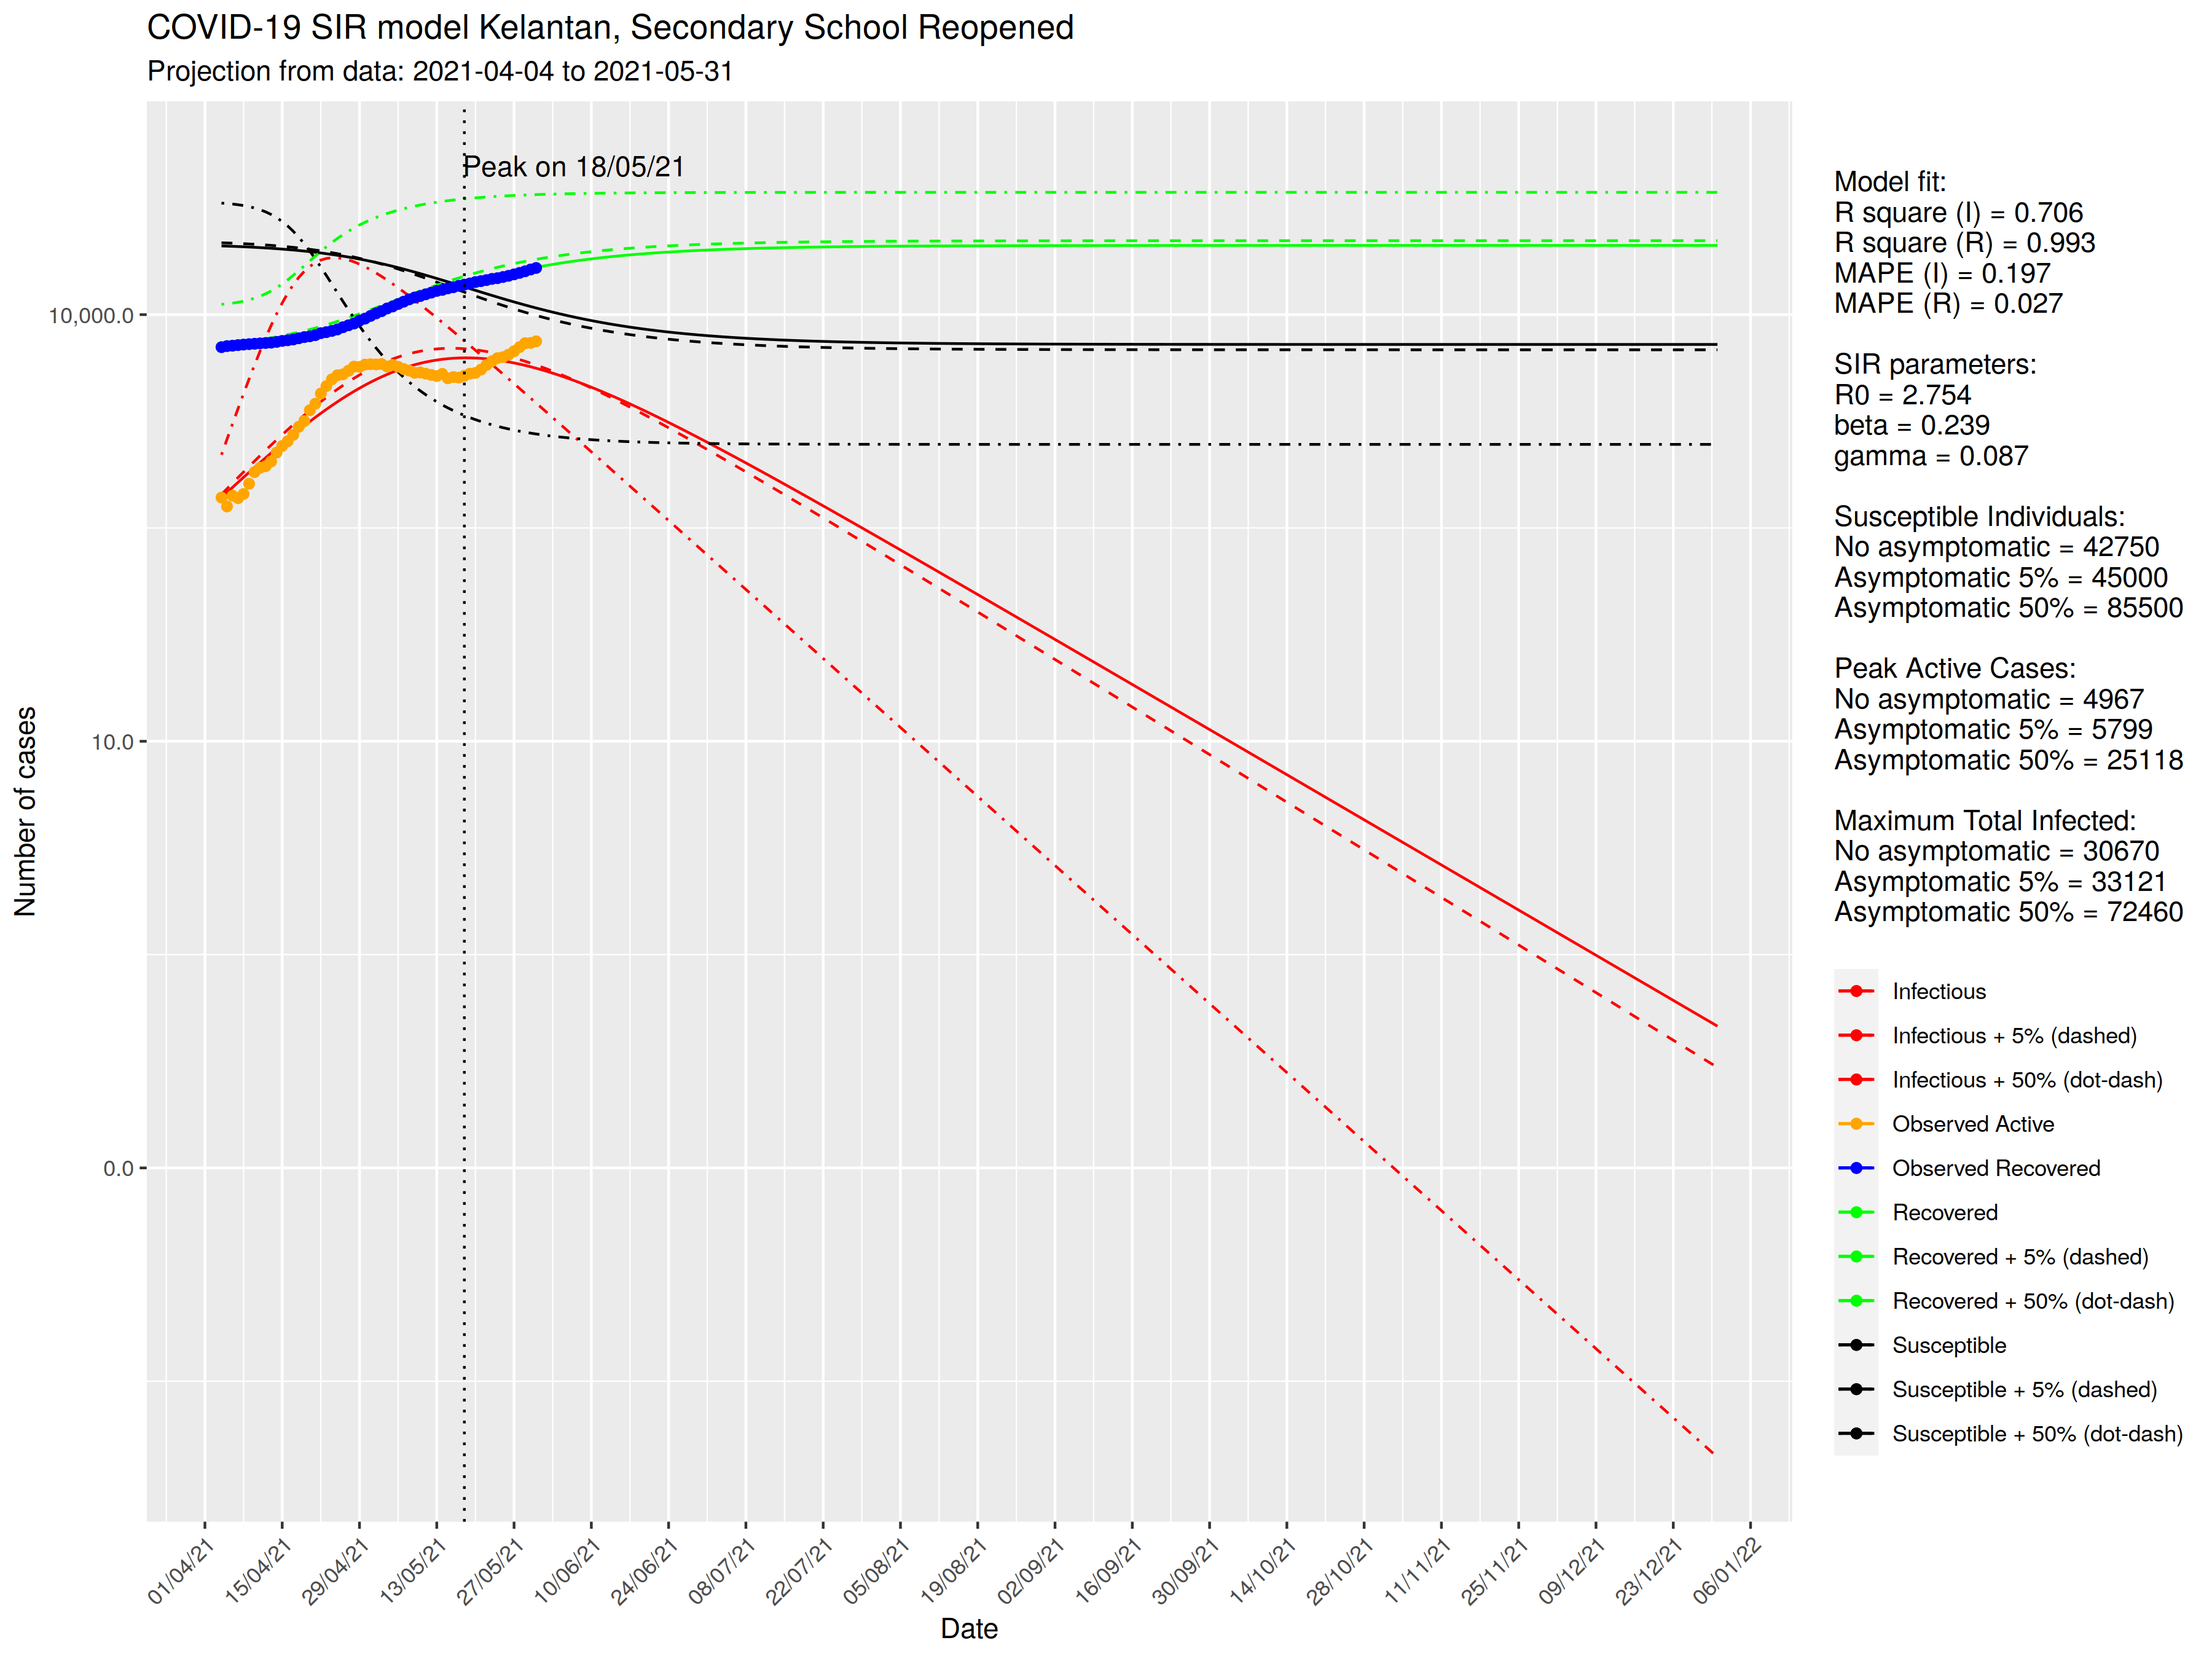 COVID-19 SIR model Kelantan, Secondary School Reopened
Projection from data: 2021-04-04 to 2021-05-31
Peak on 18/05/21
10,000.0
10.0
0.0
Number of cases
01/04/21
15/04/21
29/04/21
13/05/21
27/05/21
10/06/21
24/06/21
08/07/21
22/07/21
05/08/21
19/08/21
02/09/21
16/09/21
30/09/21
14/10/21
28/10/21
11/11/21
25/11/21
09/12/21
23/12/21
06/01/22
Date
Model fit:
R square (I) = 0.706
R square (R) = 0.993
MAPE (I) = 0.197
MAPE (R) = 0.027
SIR parameters:
R0 = 2.754
beta = 0.239
gamma = 0.087
Susceptible Individuals:
No asymptomatic = 42750
Asymptomatic 5% = 45000
Asymptomatic 50% = 85500
Peak Active Cases:
No asymptomatic = 4967
Asymptomatic 5% = 5799
Asymptomatic 50% = 25118
Maximum Total Infected:
No asymptomatic = 30670
Asymptomatic 5% = 33121
Asymptomatic 50% = 72460
Infectious
Infectious + 5% (dashed)
Infectious + 50% (dot-dash)
Observed Active
Observed Recovered
Recovered
Recovered + 5% (dashed)
Recovered + 50% (dot-dash)
Susceptible
Susceptible + 5% (dashed)
Susceptible + 50% (dot-dash)